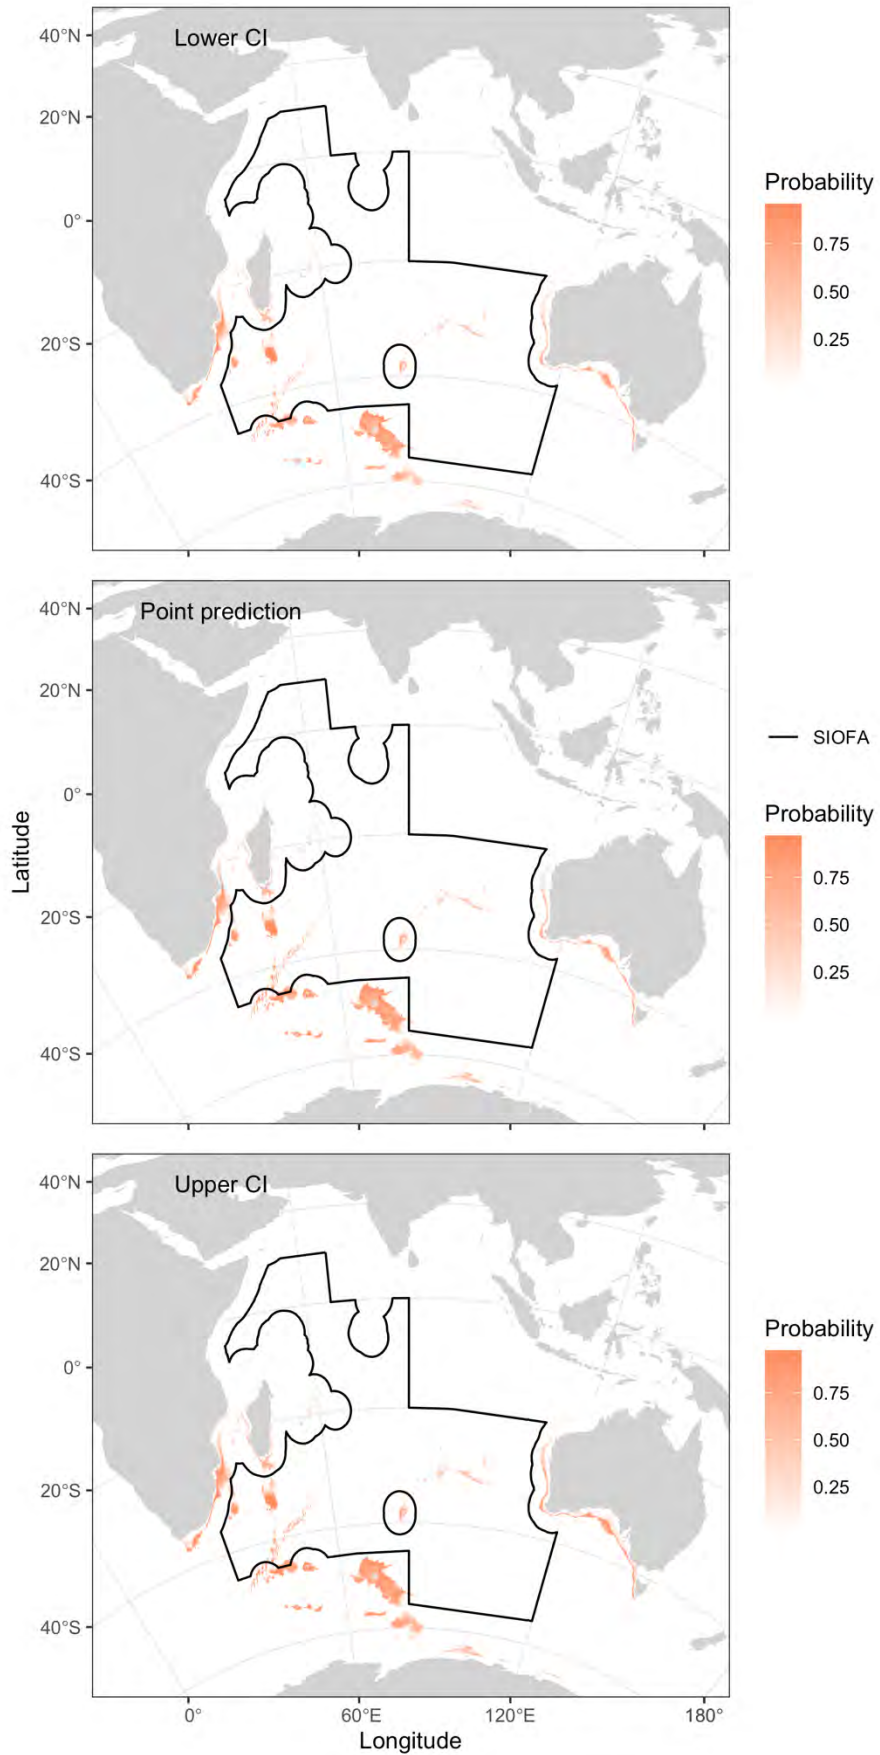 Lower CI
40°N
20°N
0°
20°S
40°S
Probability
0.75
0.50
0.25
Point prediction
40°N
20°N
0°
20°S
40°S
Latitude
SIOFA
Probability
0.75
0.50
0.25
Upper CI
40°N
20°N
0°
20°S
40°S
Probability
0.75
0.50
0.25
0° 60°E 120°E 180°
Longitude